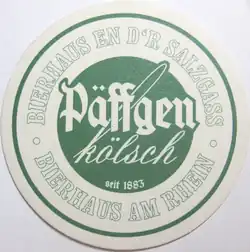 BIERHAUS EN D'R SALZGASS
Päffgen
kölsch
seit 1883
BIERHAUS AM RHEIN